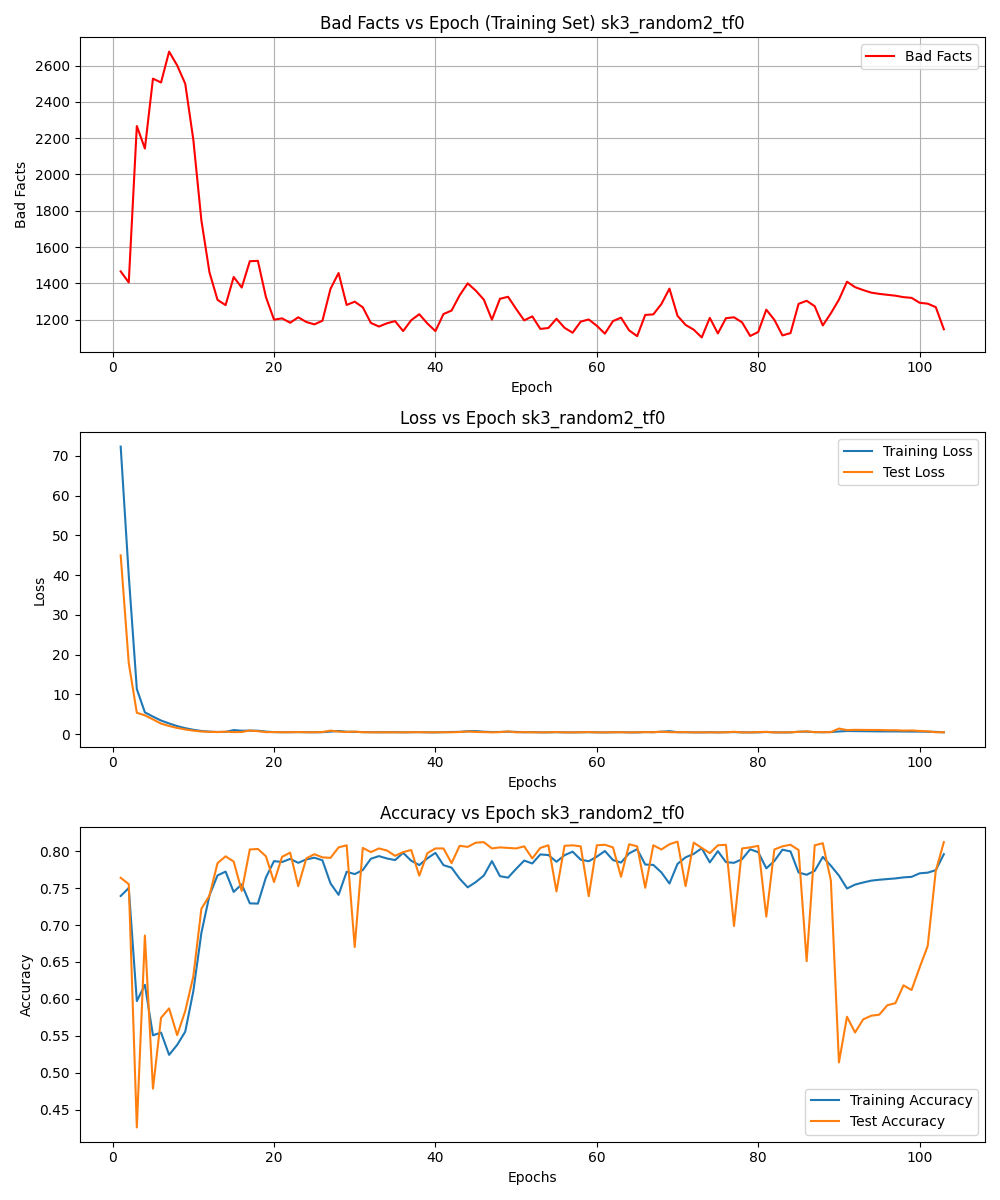 Bad Facts vs Epoch (Training Set) sk3_random2_tf0
Bad Facts
2600
2400
2200
2000
1800
1600
1400
1200
Bad Facts
0 20 40 60 80 100
Epoch
Loss vs Epoch sk3_random2_tf0
Training Loss
Test Loss
70
60
50
40
30
20
10
0
Loss
0 20 40 60 80 100
Epochs
Accuracy vs Epoch sk3_random2_tf0
0.80
0.75
0.70
0.65
0.60
0.55
0.50
0.45
Accuracy
Training Accuracy
Test Accuracy
0 20 40 60 80 100
Epochs